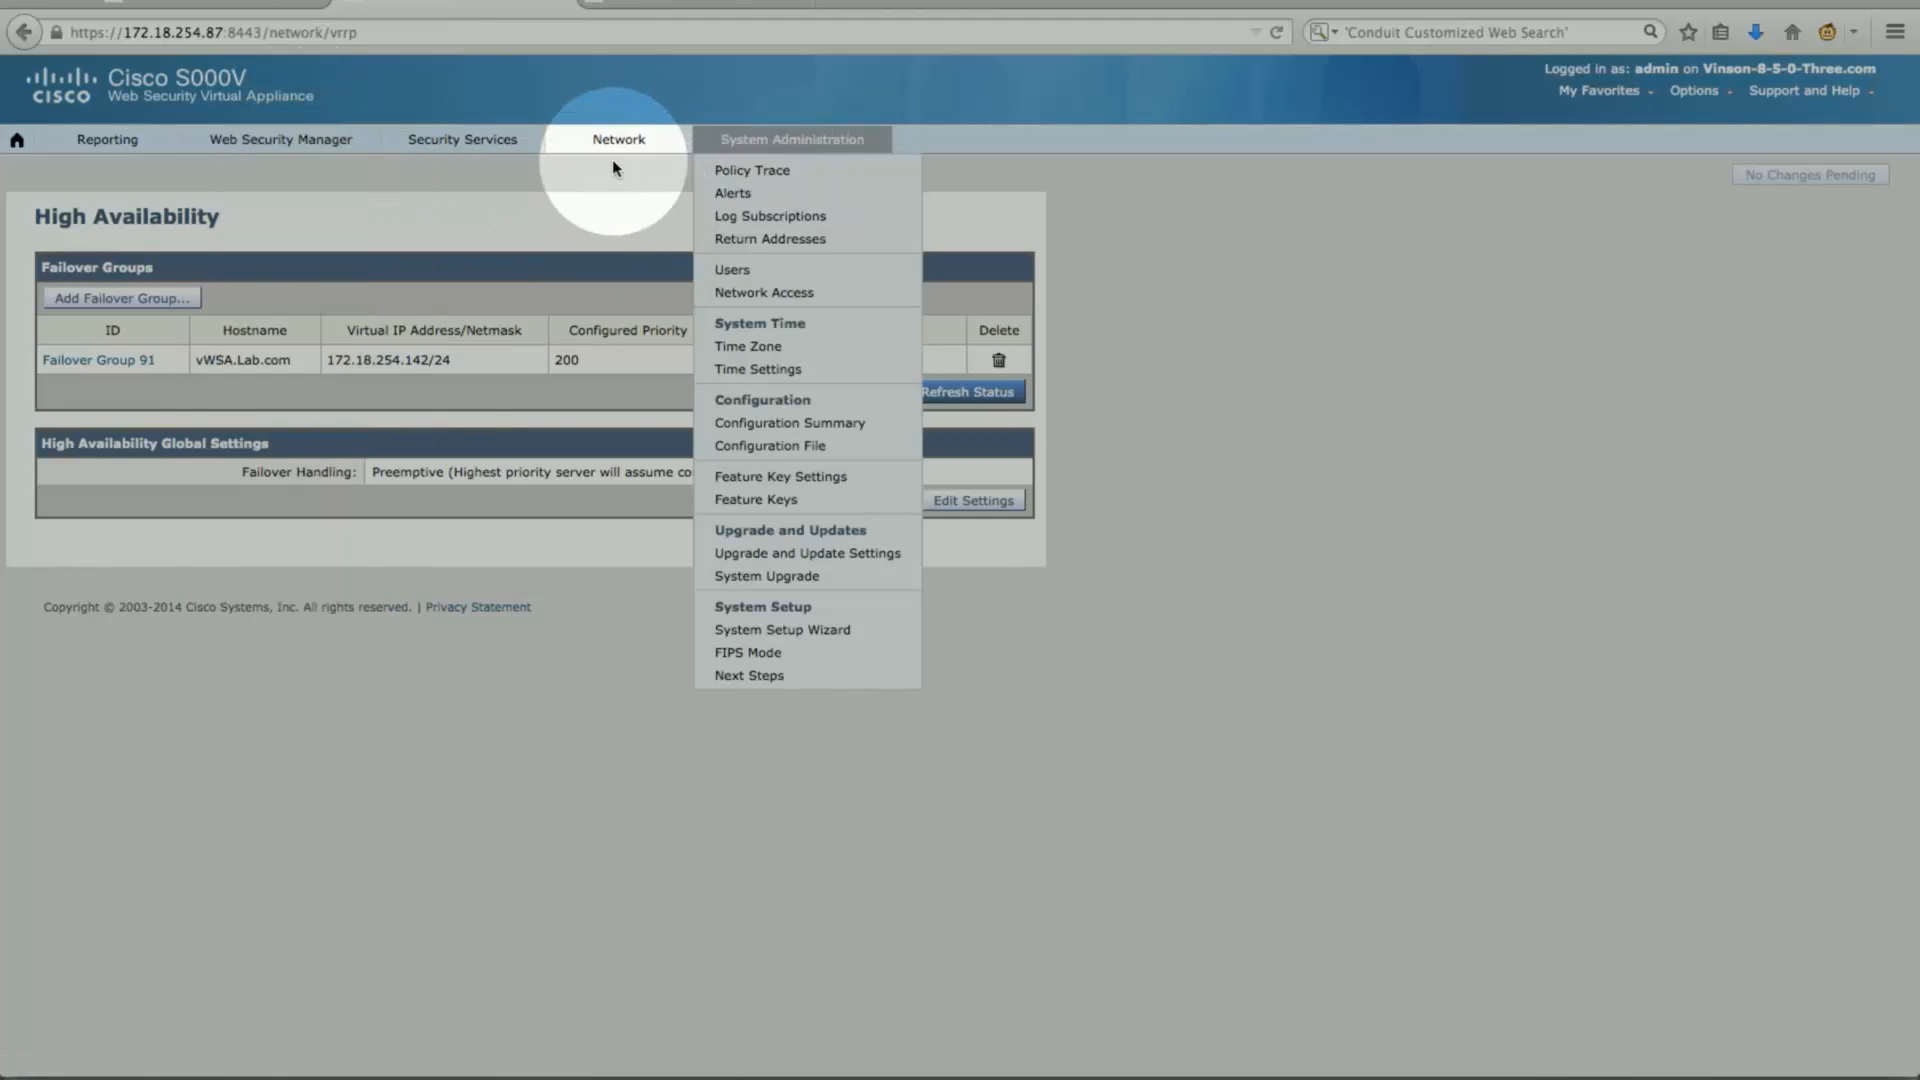 https://172.18.254.87:8443/network/vrrp
'Conduit Customized Web Search'
CISCO
Cisco S000V
Web Security Virtual Appliance
Logged in as: admin on Vinson-8-5-0-Three.com
My Favorites Options Support and Help
Reporting Web Security Manager Security Services Network System Administration
No Changes Pending
Policy Trace
Alerts
Log Subscriptions
Return Addresses
Users
Network Access
System Time
Time Zone
Time Settings
Configuration
Configuration Summary
Configuration File
Feature Key Settings
Feature Keys
Upgrade and Updates
Upgrade and Update Settings
System Upgrade
System Setup
System Setup Wizard
FIPS Mode
Next Steps
High Availability
Failover Groups
Add Failover Group...
ID Hostname Virtual IP Address/Netmask Configured Priority Delete
Failover Group 91 vWSA.Lab.com 172.18.254.142/24 200
Refresh Status
High Availability Global Settings
Failover Handling: Preemptive (Highest priority server will assume co
Edit Settings
Copyright © 2003-2014 Cisco Systems, Inc. All rights reserved. | Privacy Statement